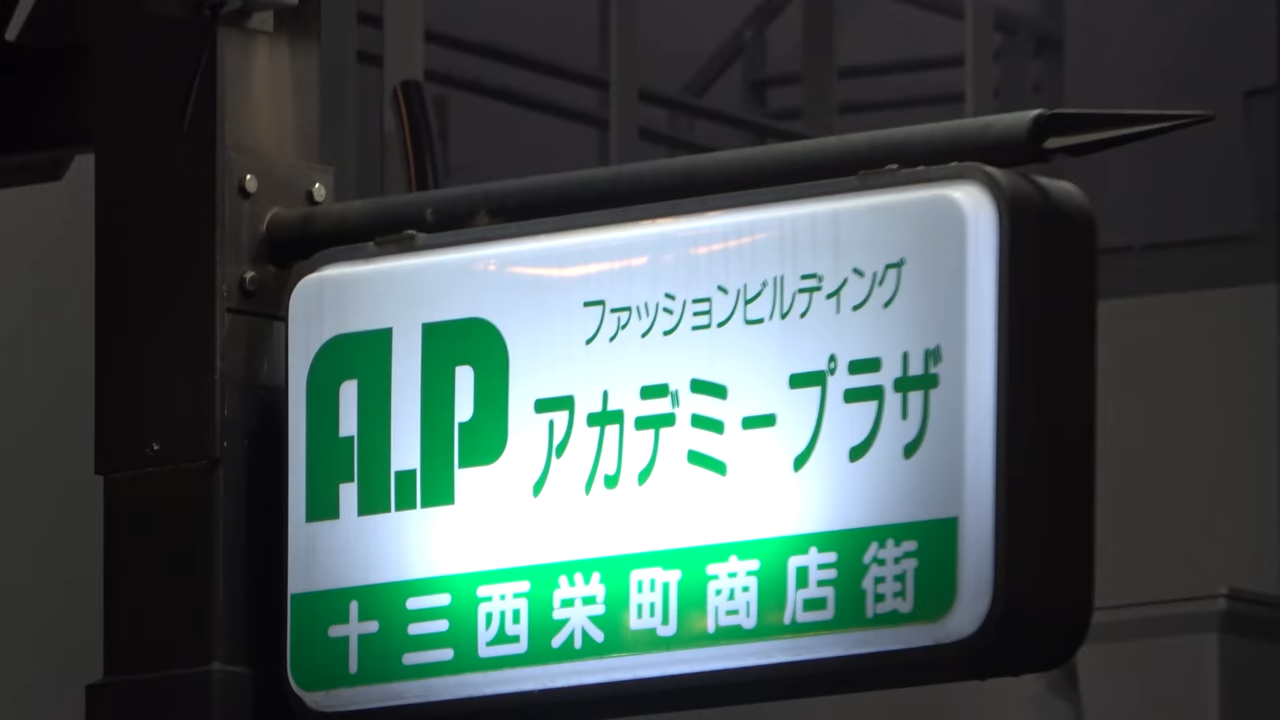 A.P
ファッションビルディング
アカデミープラザ
十三西栄町商店街